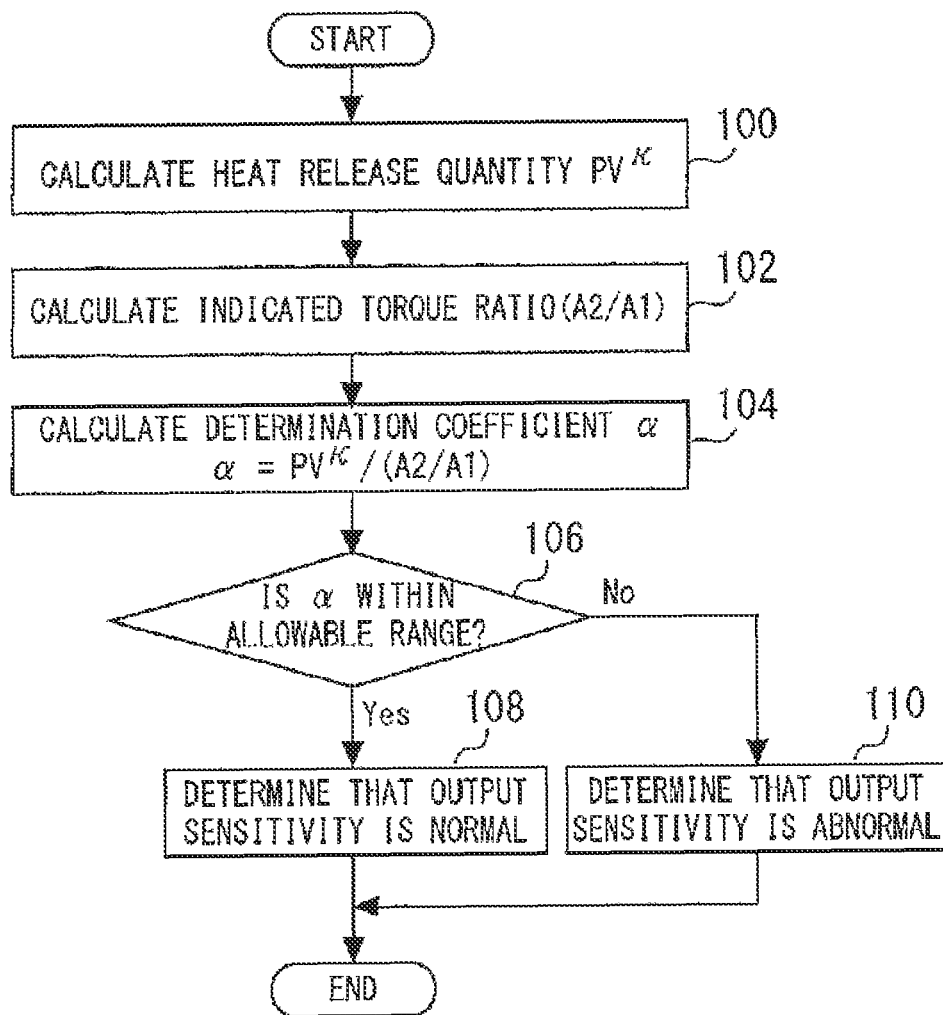 START
100
CALCULATE HEAT RELEASE QUANTITY PV^κ
102
CALCULATE INDICATED TORQUE RATIO(A2/A1)
104
CALCULATE DETERMINATION COEFFICIENT α
α = PV^κ/(A2/A1)
106
IS α WITHIN
ALLOWABLE RANGE?
No
Yes
108
DETERMINE THAT OUTPUT
SENSITIVITY IS NORMAL
110
DETERMINE THAT OUTPUT
SENSITIVITY IS ABNORMAL
END